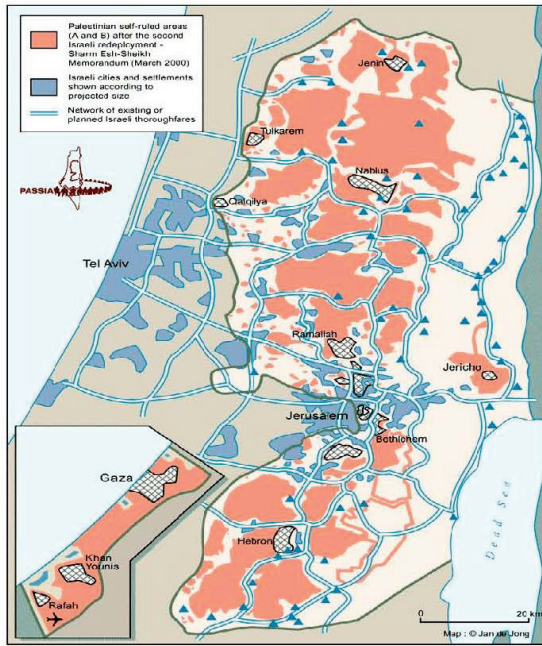 Palestinian self-ruled areas
(A and B) after the second
Israeli redeployment -
Sharm Esh-Sheikh
Memorandum (March 2000)
Israeli cities and settlements
shown according to
projected size
Network of existing or
planned Israeli thoroughfares
PASSIA
Jenin
Tulkarem
Nablus
Qalqilya
Tel Aviv
Ramallah
Jericho
Jerusalem
Bethlehem
Gaza
Khan
Younis
Rafah
Hebron
Dead Sea
0 20 km
Map : © Jan de Jong